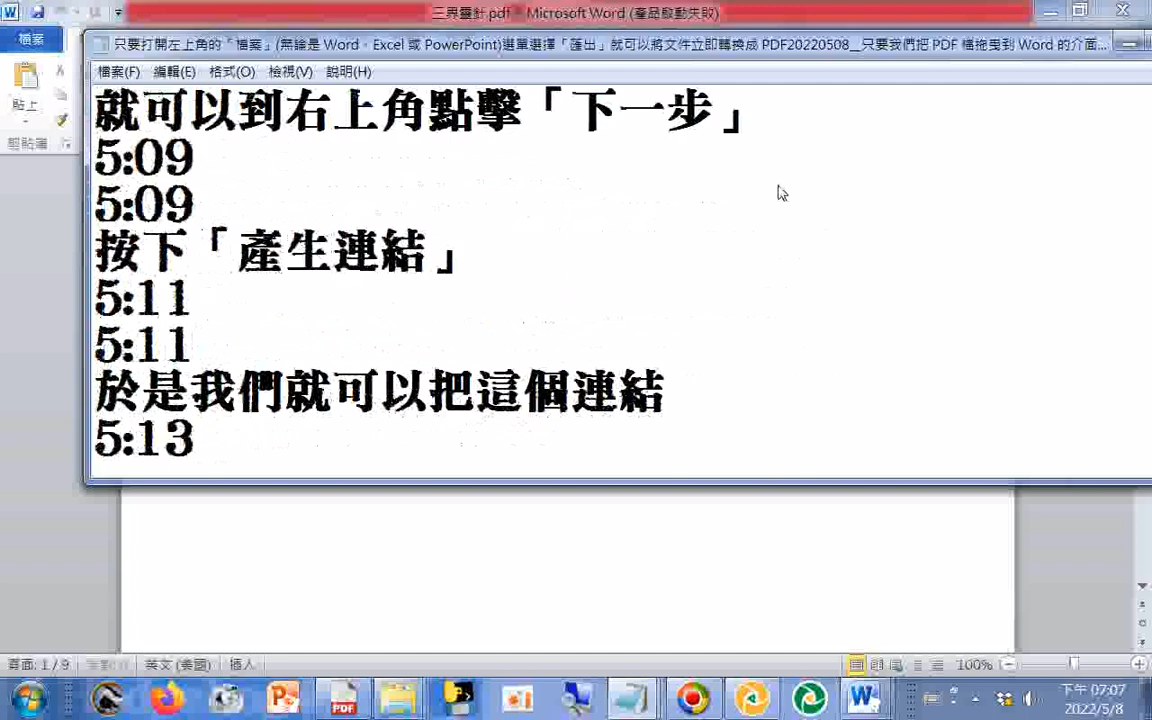 三界靈計.pdf - Microsoft Word (產品啟動失敗)
檔案
只要打開左上角的「檔案」(無論是 Word、Excel 或 PowerPoint)選單選擇「匯出」就可以將文件立即轉換成 PDF20220508__只要我們把 PDF 檔拖曳到 Word 的介面...
檔案(F) 編輯(E) 格式(O) 檢視(V) 說明(H)
貼上
剪貼簿
就可以到右上角點擊「下一步」
5:09
5:09
按下「產生連結」
5:11
5:11
於是我們就可以把這個連結
5:13
頁面: 1 / 9
英文 (美國)
插人
100%
PDF
下午 07:07
2022/5/8